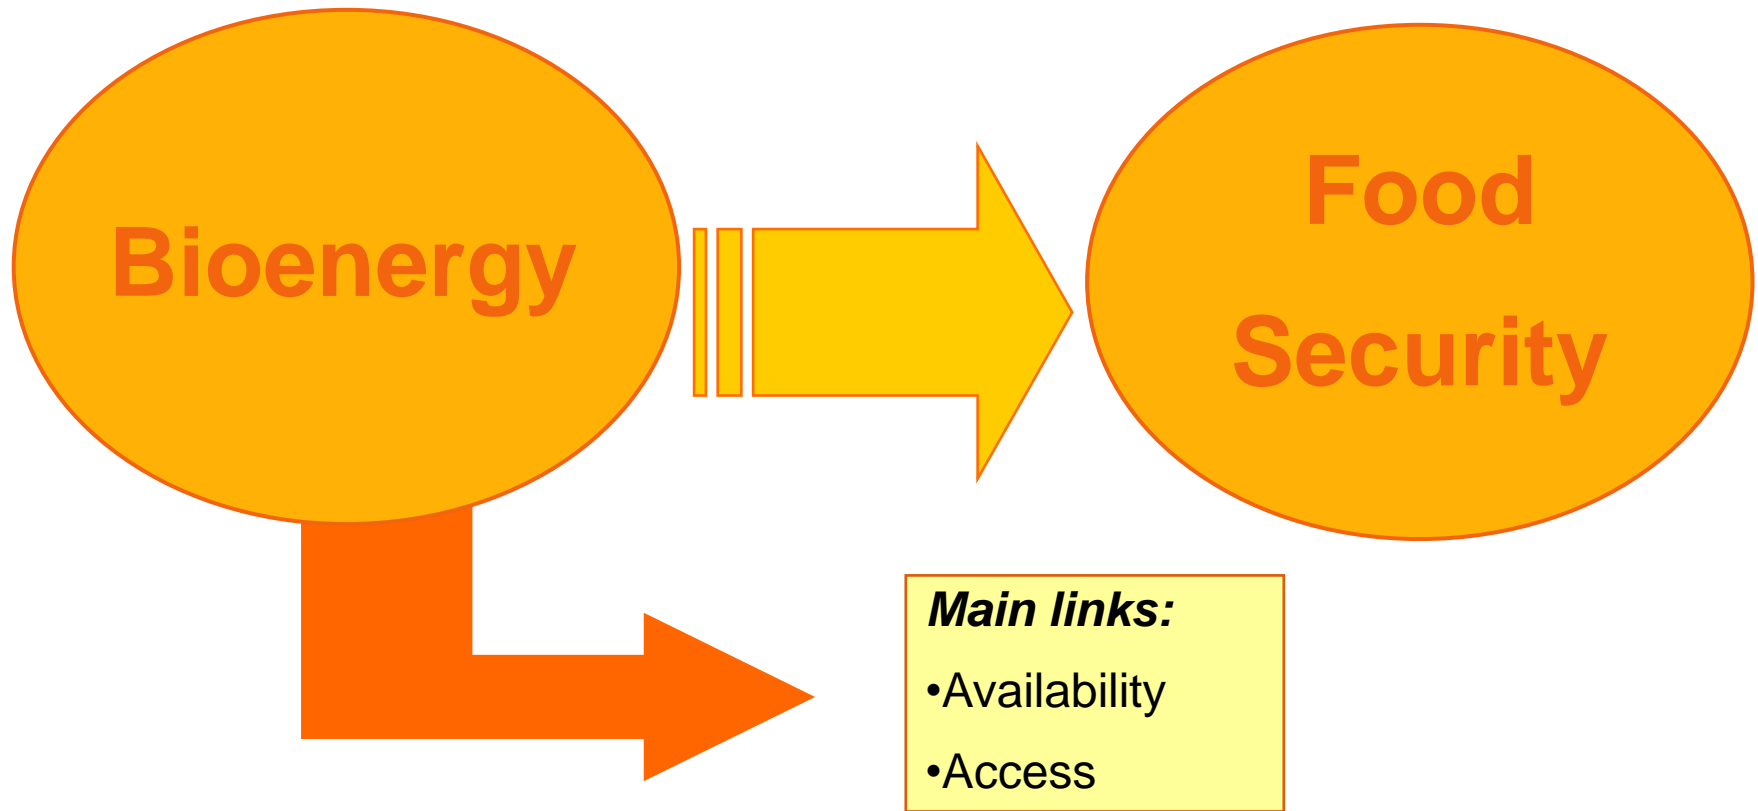 Bioenergy
Food
Security
Main links:
•Availability
•Access